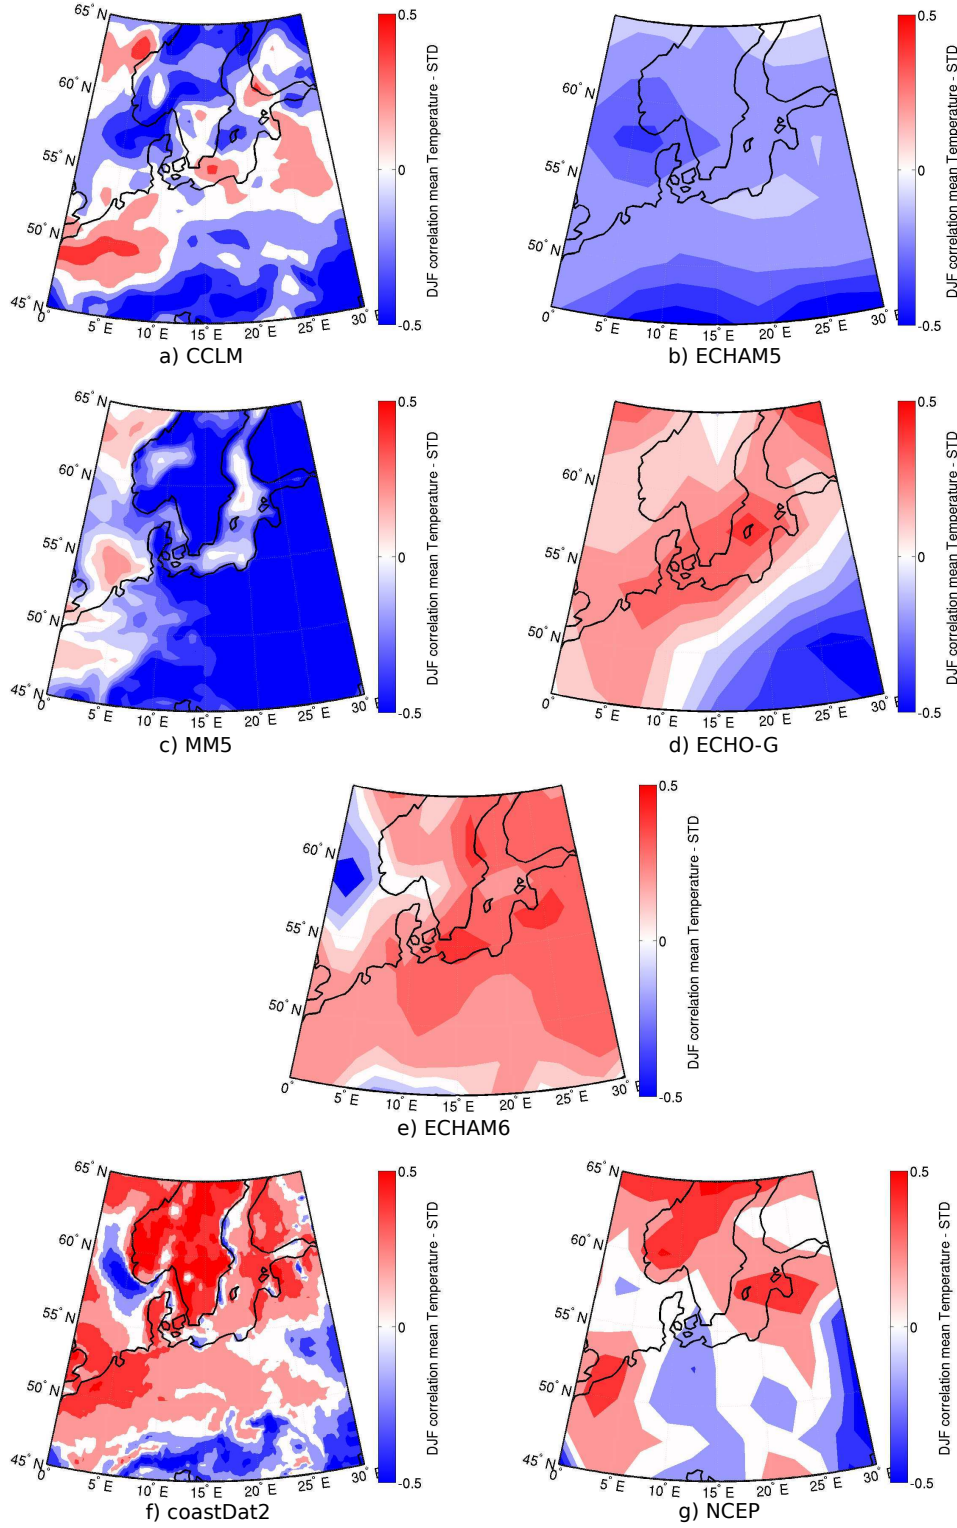 65° N
60° N
55° N
50° N
45° N
0°
5° E
10° E
15° E
20° E
25° E
30° E
0.5
0
-0.5
DJF correlation mean Temperature - STD
a) CCLM
65° N
60° N
55° N
50° N
45° N
0°
5° E
10° E
15° E
20° E
25° E
30° E
0.5
0
-0.5
DJF correlation mean Temperature - STD
b) ECHAM5
65° N
60° N
55° N
50° N
45° N
0°
5° E
10° E
15° E
20° E
25° E
30° E
0.5
0
-0.5
DJF correlation mean Temperature - STD
c) MM5
60° N
55° N
50° N
0°
5° E
10° E
15° E
20° E
25° E
30° E
0.5
0
-0.5
DJF correlation mean Temperature - STD
d) ECHO-G
60° N
55° N
50° N
0°
5° E
10° E
15° E
20° E
25° E
30° E
0.5
0
-0.5
DJF correlation mean Temperature - STD
e) ECHAM6
65° N
60° N
55° N
50° N
45° N
0°
5° E
10° E
15° E
20° E
25° E
30° E
0.5
0
-0.5
DJF correlation mean Temperature - STD
f) coastDat2
65° N
60° N
55° N
50° N
45° N
0°
5° E
10° E
15° E
20° E
25° E
30° E
0.5
0
-0.5
DJF correlation mean Temperature - STD
g) NCEP